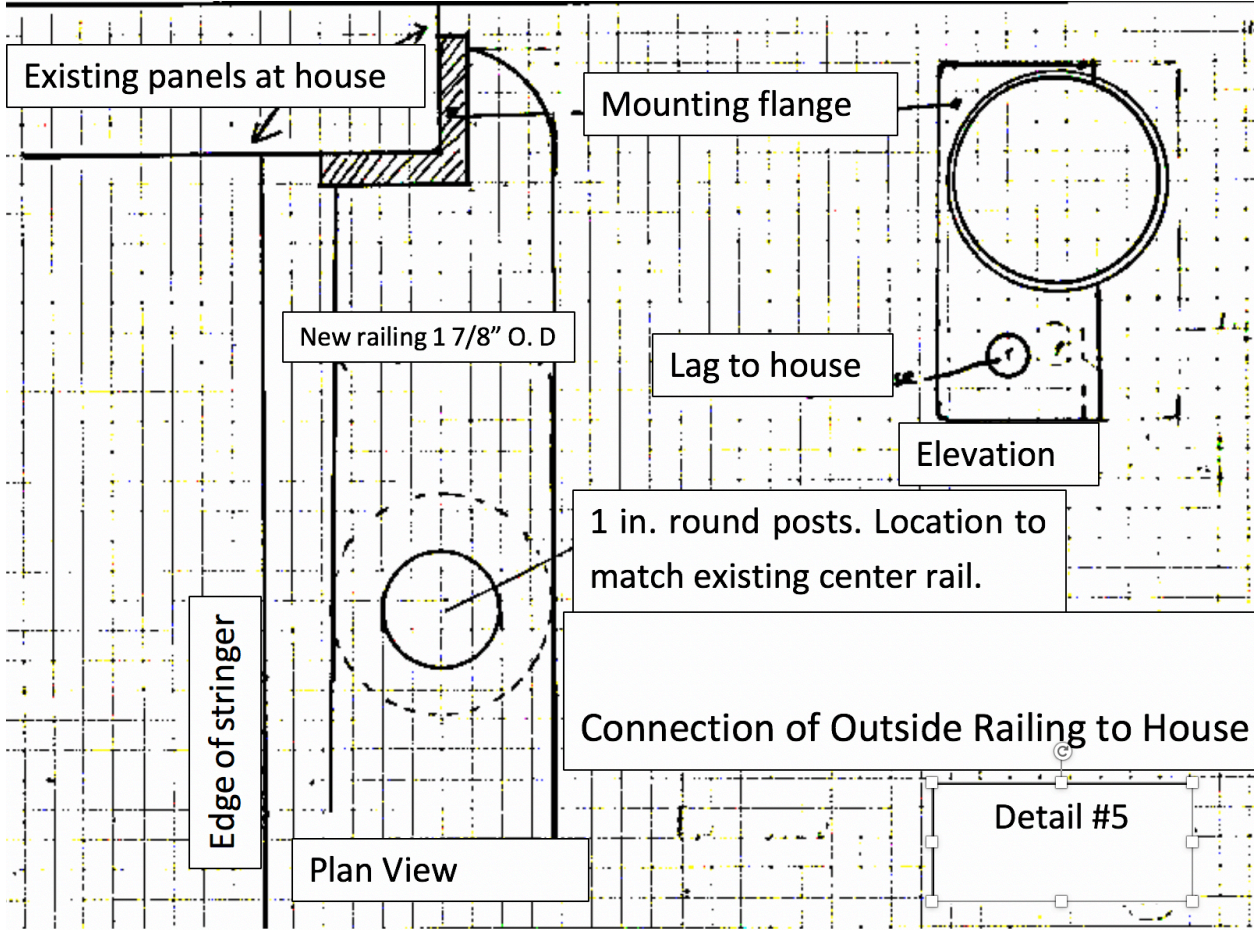 Existing panels at house
Mounting flange
New railing 1 7/8” O. D
Lag to house
Elevation
1 in. round posts. Location to
match existing center rail.
Edge of stringer
Connection of Outside Railing to House
Plan View
Detail #5